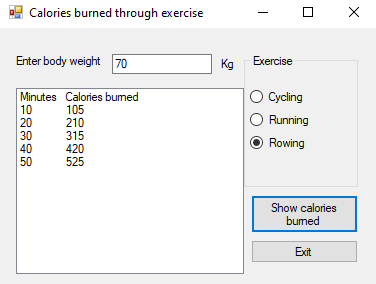 Calories burned through exercise
Enter body weight 70 Kg
Minutes Calories burned
10 105
20 210
30 315
40 420
50 525
Exercise
Cycling
Running
Rowing
Show calories
burned
Exit